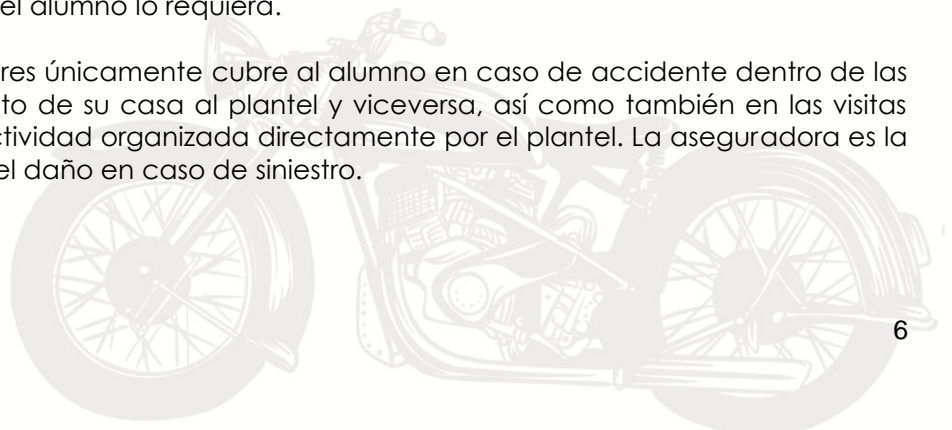 el alumno lo requiera.
res únicamente cubre al alumno en caso de accidente dentro de las
to de su casa al plantel y viceversa, así como también en las visitas
ctividad organizada directamente por el plantel. La aseguradora es la
el daño en caso de siniestro.
6